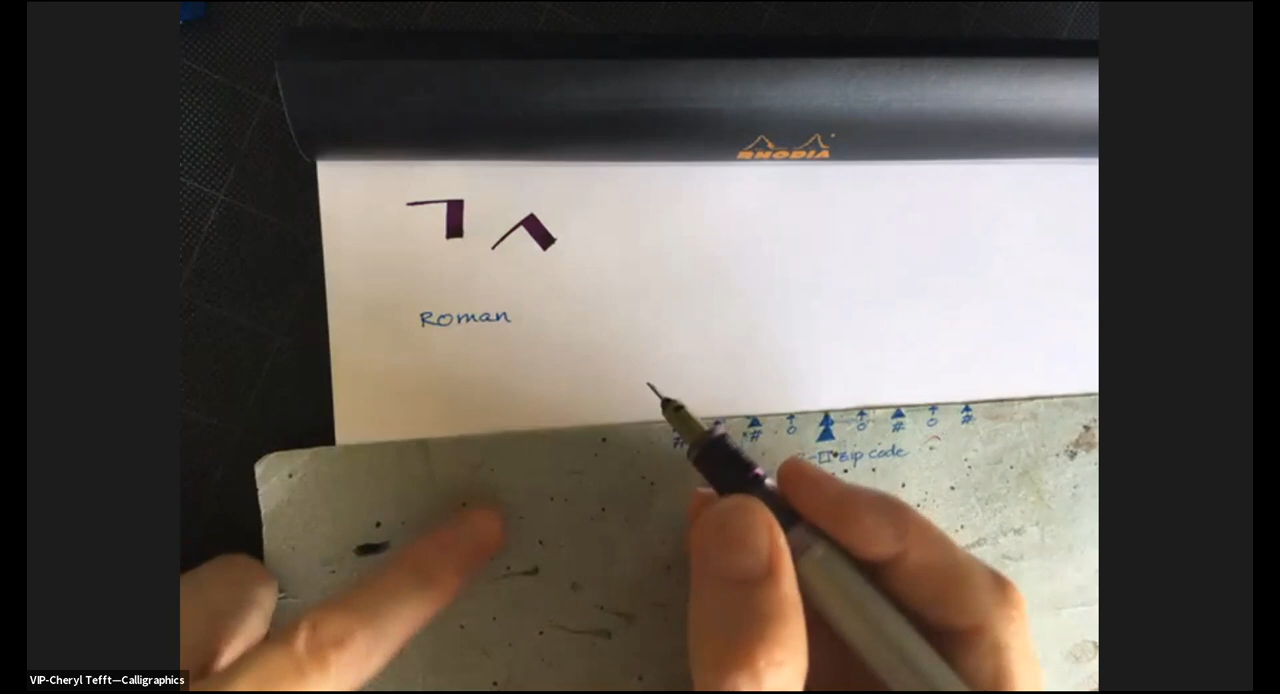 RHODIA
Roman
# ↑ # ↑ ↑ # ↑ #
O O # O #
zip code
VIP-Cheryl Tefft—Calligraphics